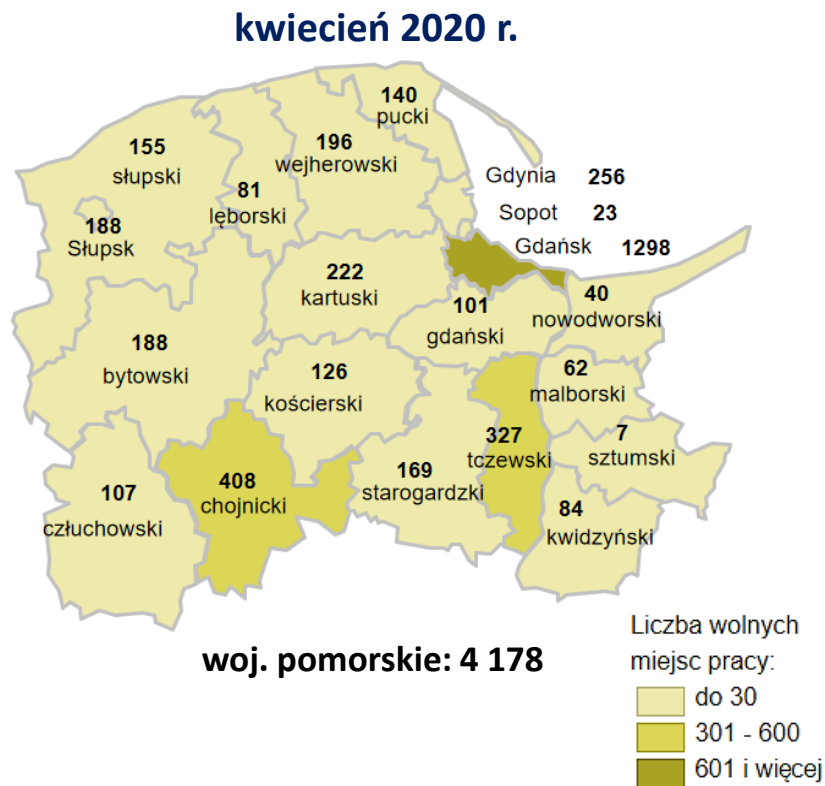 kwiecień 2020 r.
140
pucki
155
słupski
196
wejherowski
81
lęborski
Gdynia 256
Sopot 23
Gdańsk 1298
188
Słupsk
222
kartuski
101
gdański
40
nowodworski
188
bytowski
126
kościerski
62
malborski
327
tczewski
7
sztumski
107
człuchowski
408
chojnicki
169
starogardzki
84
kwidzyński
woj. pomorskie: 4 178
Liczba wolnych
miejsc pracy:
do 30
301 - 600
601 i więcej